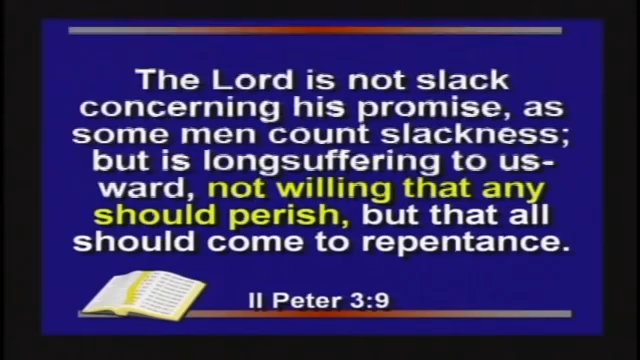 The Lord is not slack
concerning his promise, as
some men count slackness;
but is longsuffering to us-
ward, not willing that any
should perish, but that all
should come to repentance.
II Peter 3:9